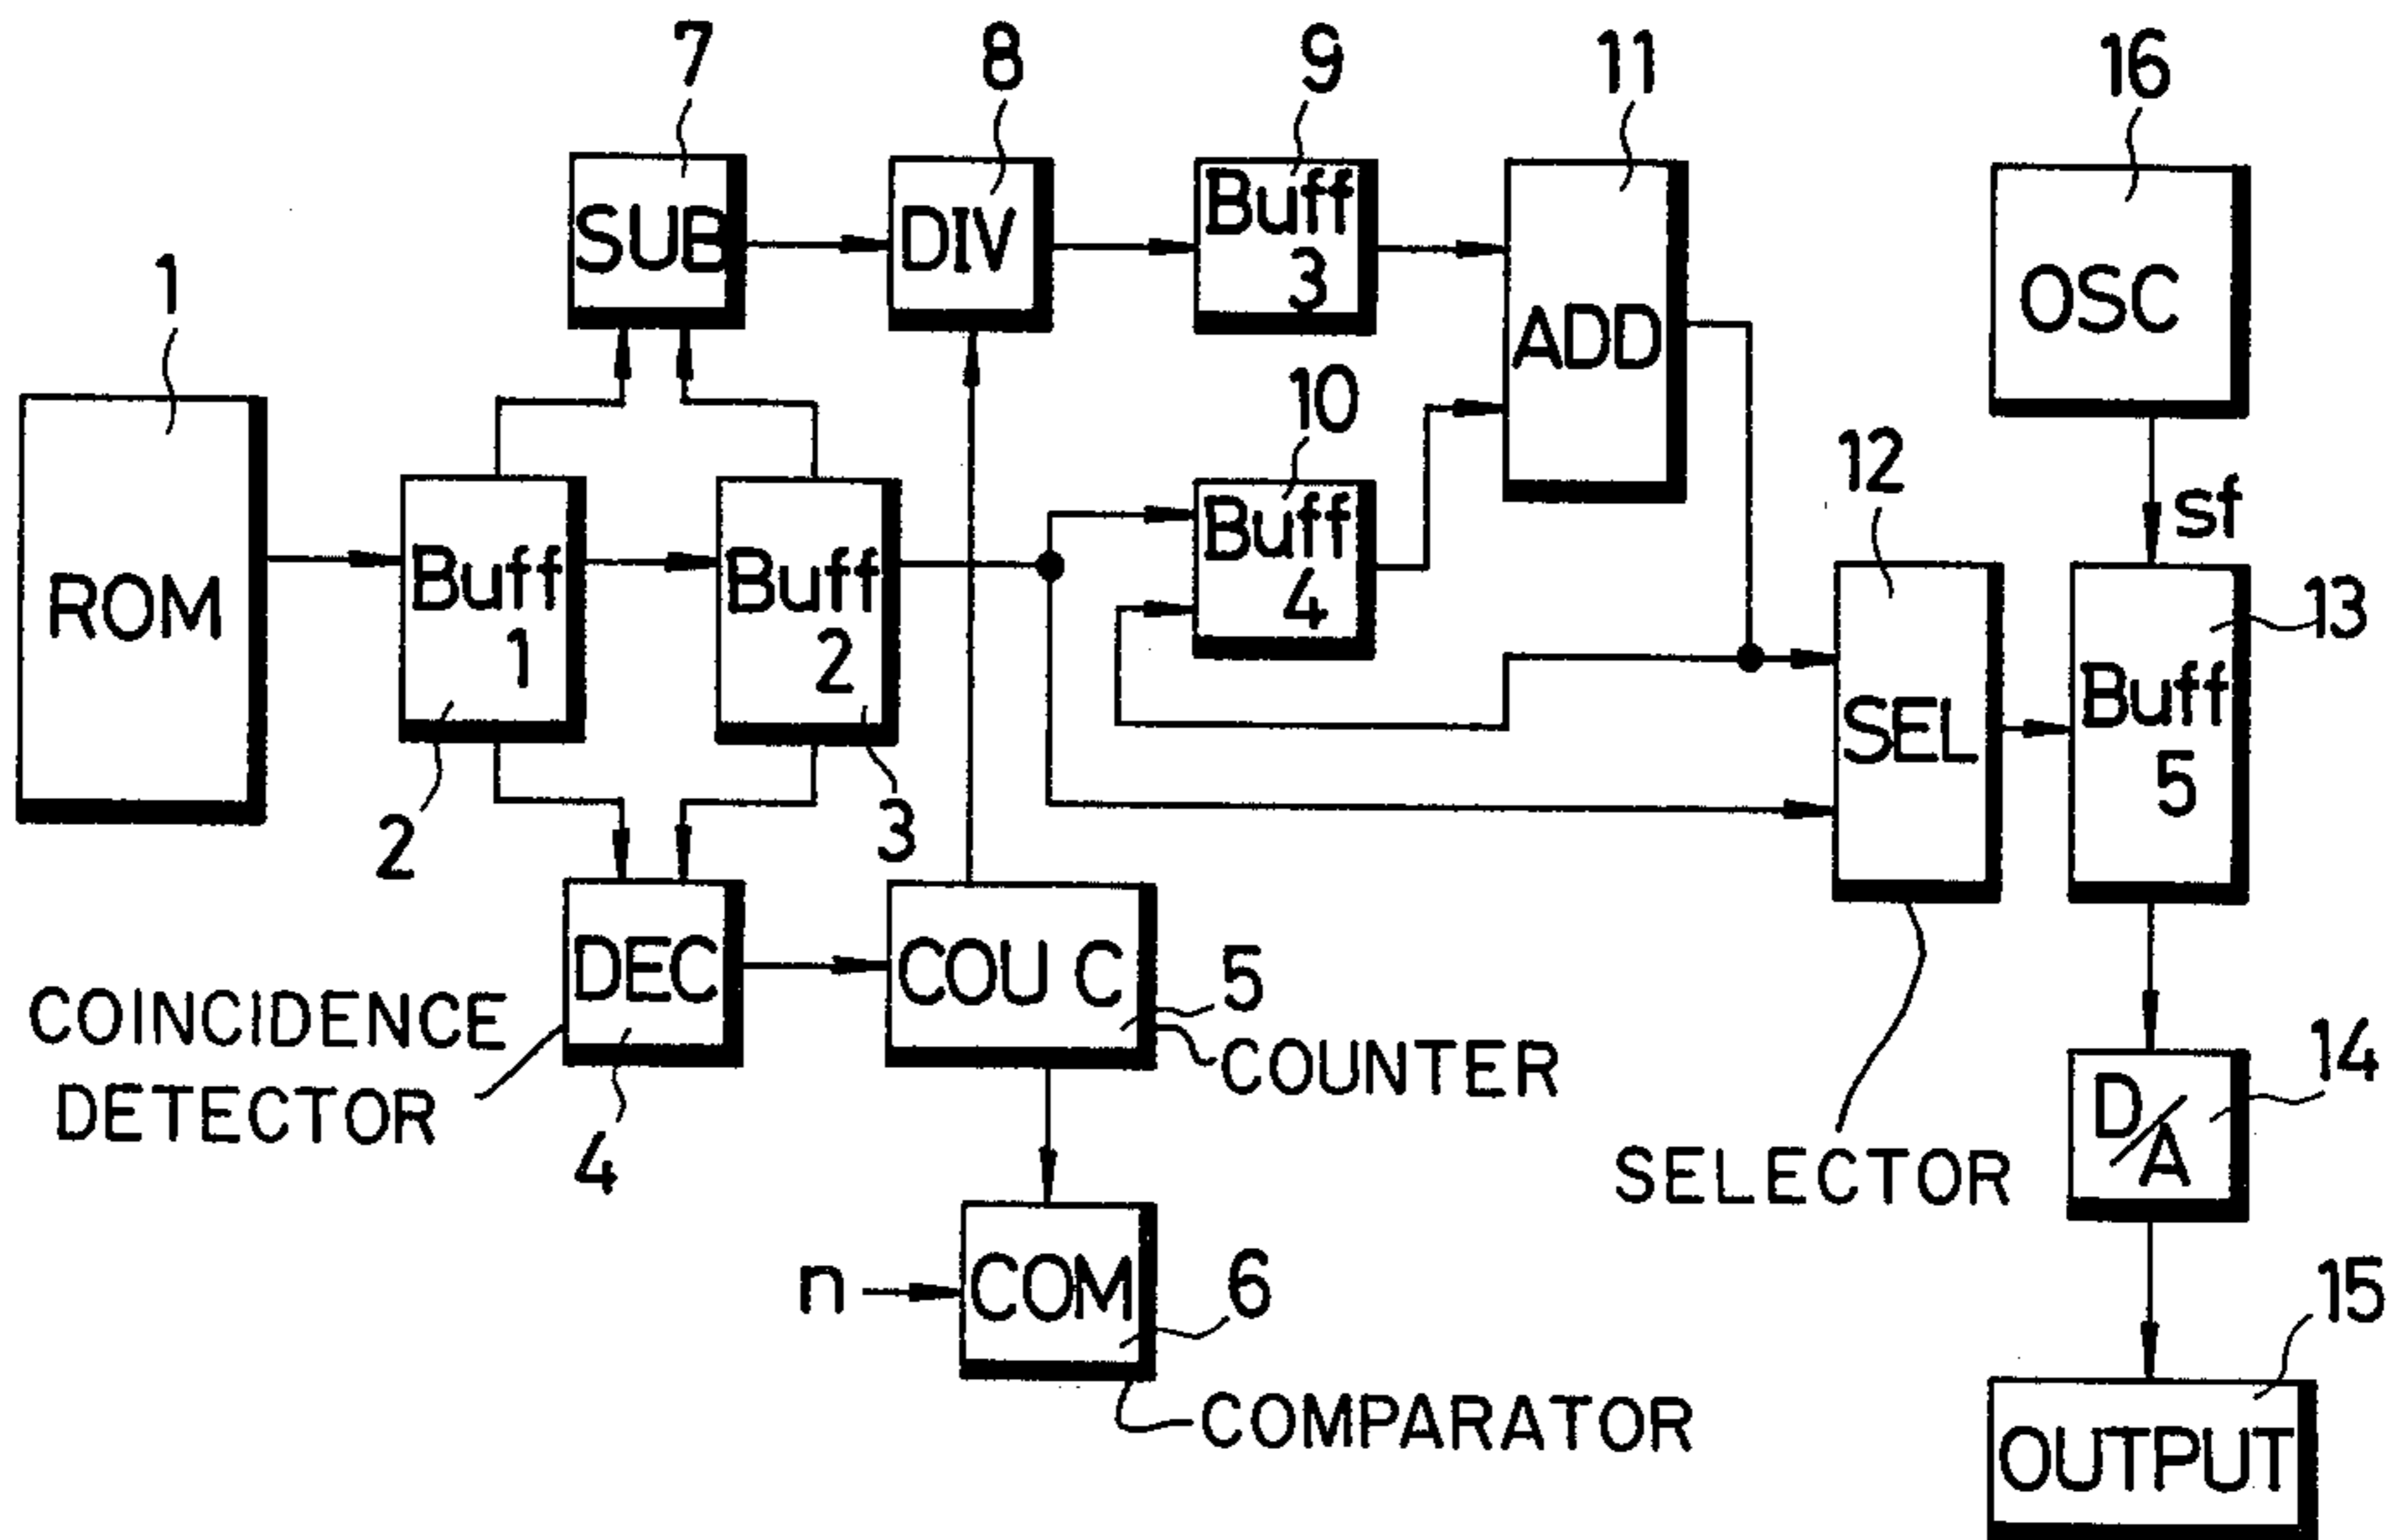 7
8
9
11
16
1
SUB
DIV
Buff
3
ADD
OSC
ROM
10
12
sf
Buff
1
Buff
2
Buff
4
13
SEL
Buff
5
2
3
DEC
COU C
5
COINCIDENCE
DETECTOR
COUNTER
4
14
D/A
SELECTOR
n
COM
6
15
COMPARATOR
OUTPUT